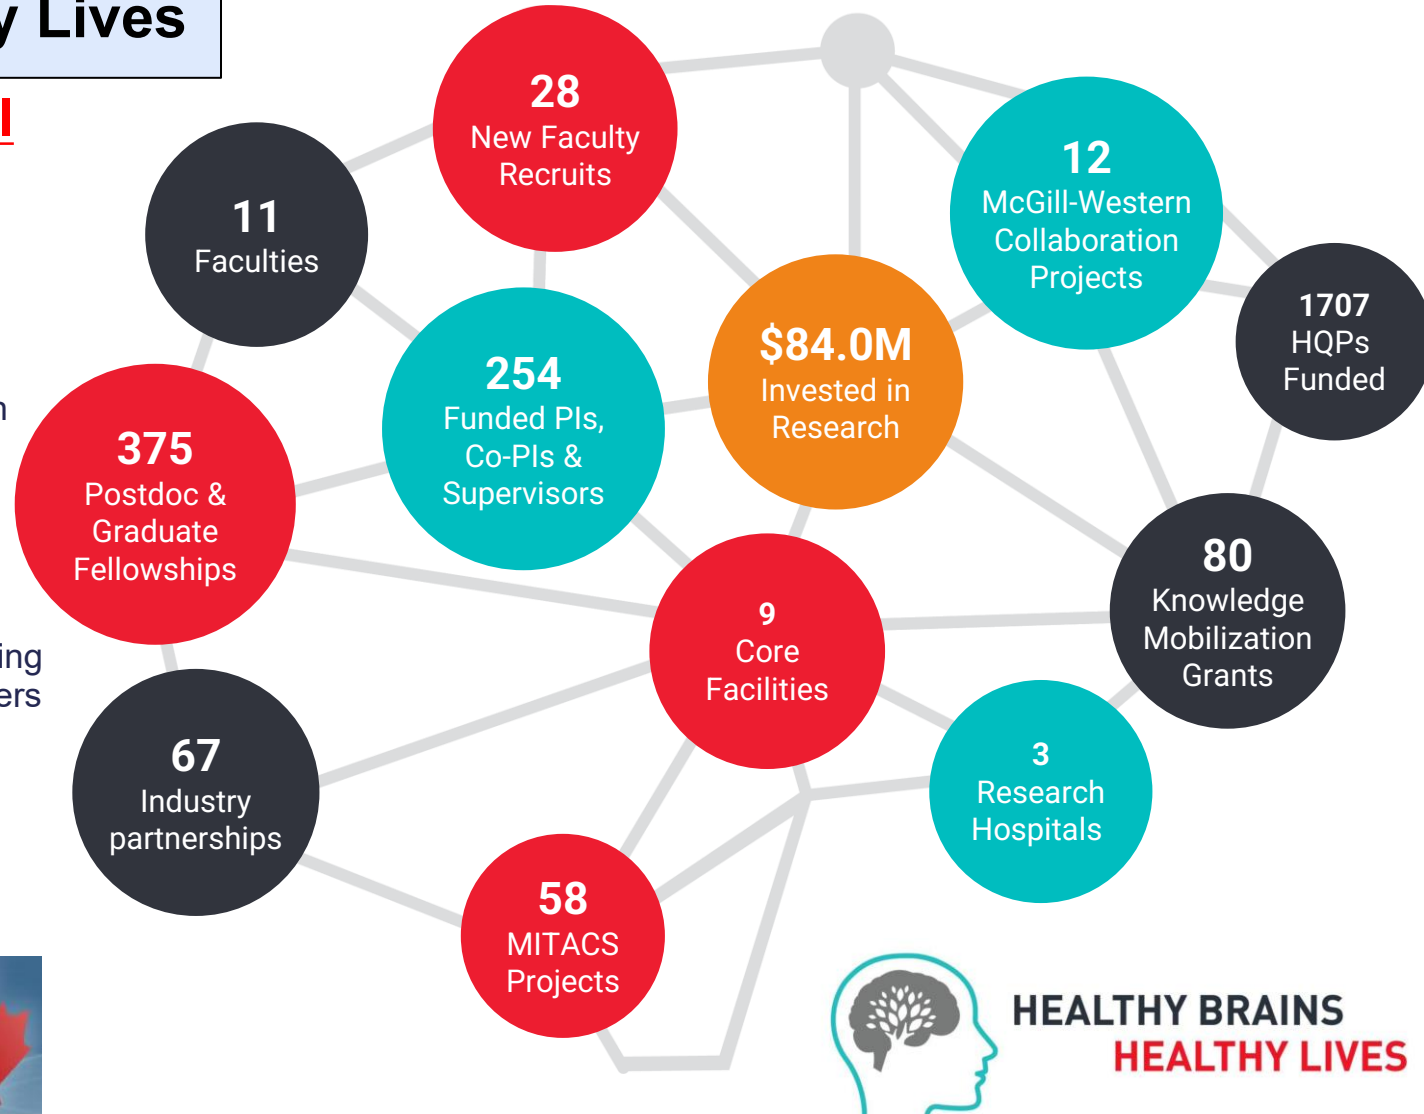 y Lives
l
28
New Faculty
Recruits
11
Faculties
12
McGill-Western
Collaboration
Projects
1707
HQPs
Funded
$84.0M
Invested in
Research
254
Funded PIs,
Co-PIs &
Supervisors
n
375
Postdoc &
Graduate
Fellowships
80
Knowledge
Mobilization
Grants
9
Core
Facilities
ing
ers
67
Industry
partnerships
3
Research
Hospitals
58
MITACS
Projects
HEALTHY BRAINS
HEALTHY LIVES